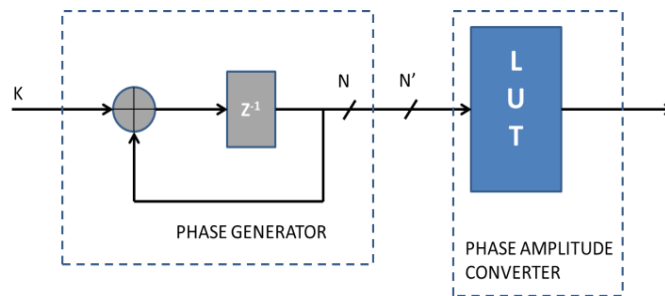 K
Z-1
N
N'
L
U
T
PHASE GENERATOR
PHASE AMPLITUDE
CONVERTER